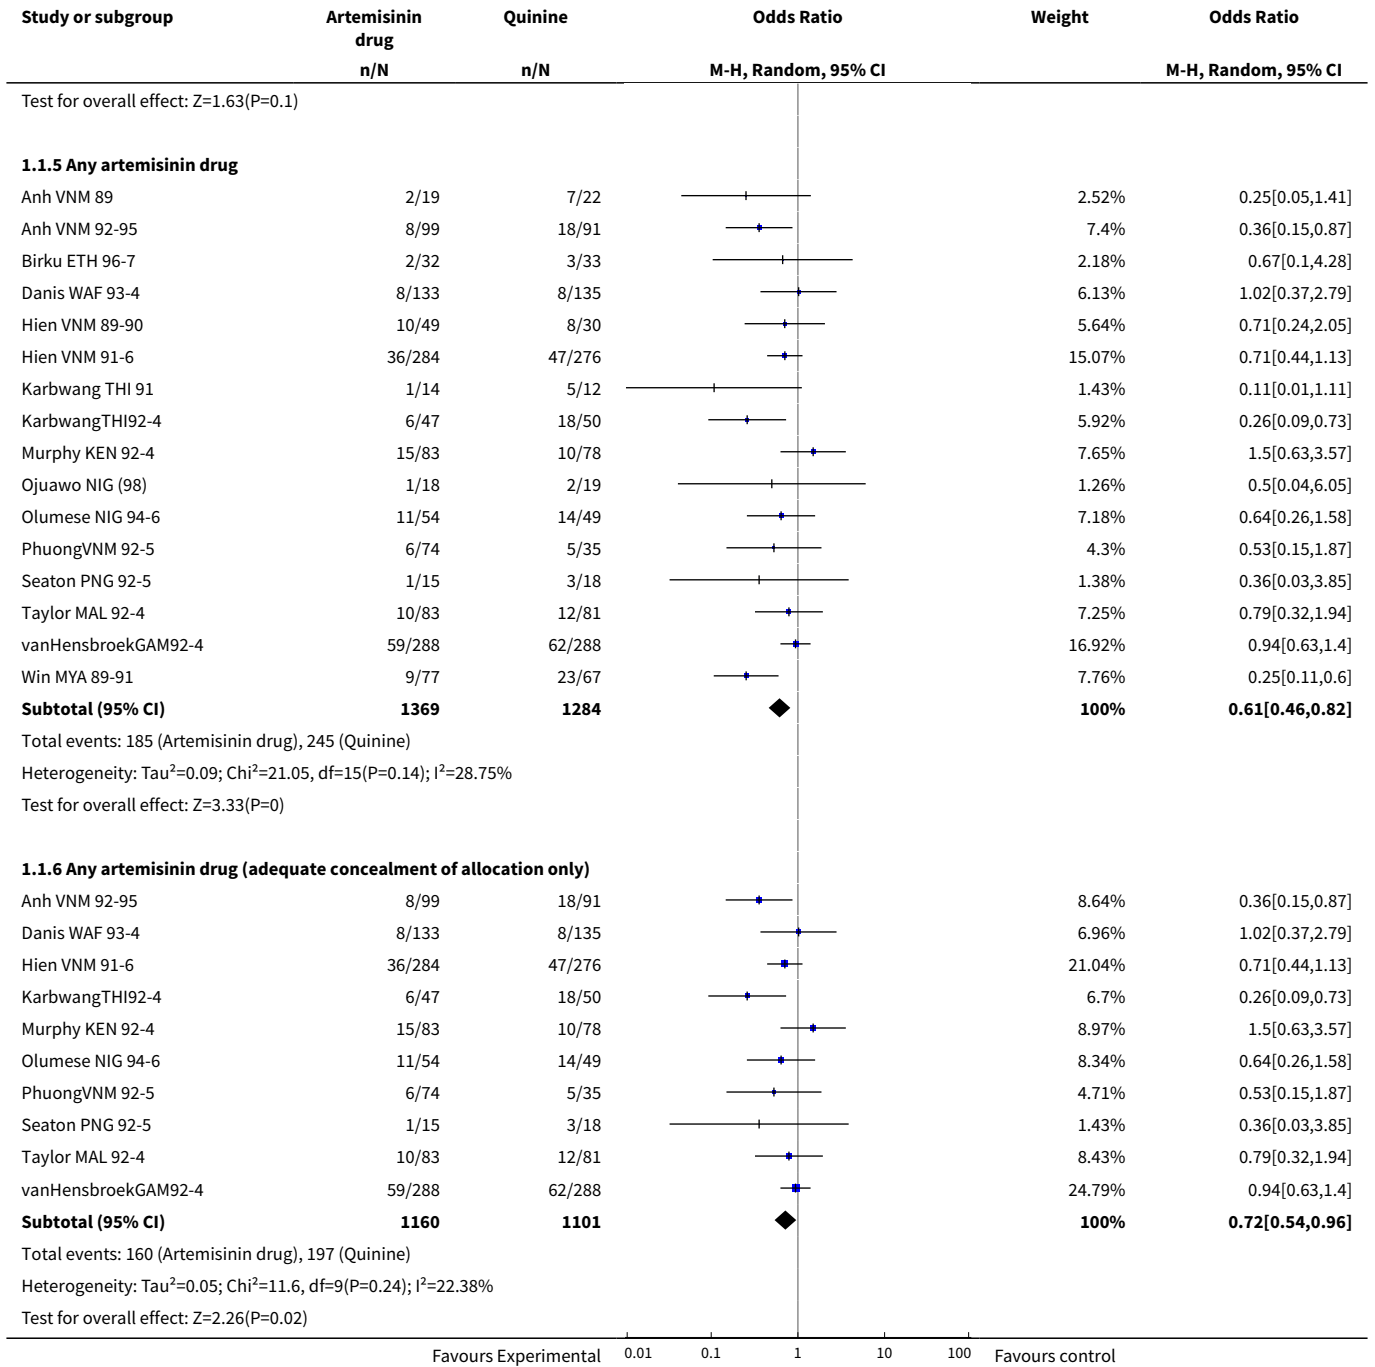 Study or subgroup Artemisinin drug Quinine Odds Ratio Weight Odds Ratio
n/N n/N M-H, Random, 95% CI M-H, Random, 95% CI
Test for overall effect: Z=1.63(P=0.1)
1.1.5 Any artemisinin drug
Anh VNM 89 2/19 7/22 2.52% 0.25[0.05,1.41]
Anh VNM 92-95 8/99 18/91 7.4% 0.36[0.15,0.87]
Birku ETH 96-7 2/32 3/33 2.18% 0.67[0.1,4.28]
Danis WAF 93-4 8/133 8/135 6.13% 1.02[0.37,2.79]
Hien VNM 89-90 10/49 8/30 5.64% 0.71[0.24,2.05]
Hien VNM 91-6 36/284 47/276 15.07% 0.71[0.44,1.13]
Karbwang THI 91 1/14 5/12 1.43% 0.11[0.01,1.11]
KarbwangTHI92-4 6/47 18/50 5.92% 0.26[0.09,0.73]
Murphy KEN 92-4 15/83 10/78 7.65% 1.5[0.63,3.57]
Ojuawo NIG (98) 1/18 2/19 1.26% 0.5[0.04,6.05]
Olumese NIG 94-6 11/54 14/49 7.18% 0.64[0.26,1.58]
PhuongVNM 92-5 6/74 5/35 4.3% 0.53[0.15,1.87]
Seaton PNG 92-5 1/15 3/18 1.38% 0.36[0.03,3.85]
Taylor MAL 92-4 10/83 12/81 7.25% 0.79[0.32,1.94]
vanHensbroekGAM92-4 59/288 62/288 16.92% 0.94[0.63,1.4]
Win MYA 89-91 9/77 23/67 7.76% 0.25[0.11,0.6]
Subtotal (95% CI) 1369 1284 100% 0.61[0.46,0.82]
Total events: 185 (Artemisinin drug), 245 (Quinine)
Heterogeneity: Tau²=0.09; Chi²=21.05, df=15(P=0.14); I²=28.75%
Test for overall effect: Z=3.33(P=0)
1.1.6 Any artemisinin drug (adequate concealment of allocation only)
Anh VNM 92-95 8/99 18/91 8.64% 0.36[0.15,0.87]
Danis WAF 93-4 8/133 8/135 6.96% 1.02[0.37,2.79]
Hien VNM 91-6 36/284 47/276 21.04% 0.71[0.44,1.13]
KarbwangTHI92-4 6/47 18/50 6.7% 0.26[0.09,0.73]
Murphy KEN 92-4 15/83 10/78 8.97% 1.5[0.63,3.57]
Olumese NIG 94-6 11/54 14/49 8.34% 0.64[0.26,1.58]
PhuongVNM 92-5 6/74 5/35 4.71% 0.53[0.15,1.87]
Seaton PNG 92-5 1/15 3/18 1.43% 0.36[0.03,3.85]
Taylor MAL 92-4 10/83 12/81 8.43% 0.79[0.32,1.94]
vanHensbroekGAM92-4 59/288 62/288 24.79% 0.94[0.63,1.4]
Subtotal (95% CI) 1160 1101 100% 0.72[0.54,0.96]
Total events: 160 (Artemisinin drug), 197 (Quinine)
Heterogeneity: Tau²=0.05; Chi²=11.6, df=9(P=0.24); I²=22.38%
Test for overall effect: Z=2.26(P=0.02)
Favours Experimental 0.01 0.1 1 10 100 Favours control